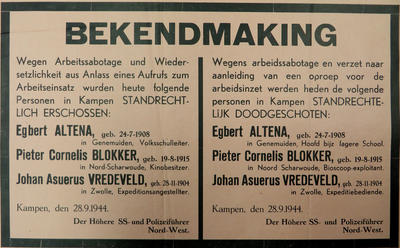 BEKENDMAKING
Wegen Arbeitssabotage und Wieder-
setzlichkeit aus Anlass eines Aufrufs zum
Arbeitseinsatz wurden heute folgende
Personen in Kampen STANDRECHT-
LICH ERSCHOSSEN:
Egbert ALTENA, geb. 24-7-1908
in Genemuiden, Volksschulleiter.
Pieter Cornelis BLOKKER, geb. 19-8-1915
in Nord-Scharwoude, Kinobesitzer.
Johan Asuerus VREDEVELD, geb. 28-11-1904
in Zwolle, Expeditionsangestellter.
Kampen, den 28.9.1944.
Der Höhere SS- und Polizeiführer
Nord-West.
Wegens arbeidssabotage en verzet naar
aanleiding van een oproep voor de
arbeidsinzet werden heden de volgende
personen in Kampen STANDRECHTE-
LIJK DOODGESCHOTEN:
Egbert ALTENA, geb. 24-7-1908
in Genemuiden, Hoofd bijz lagere School.
Pieter Cornelis BLOKKER, geb. 19-8-1915
in Noord Scharwoude, Bioscoop-exploitant.
Johan Asuerus VREDEVELD, geb. 28-11-1904
in Zwolle, Expeditiebediende.
Kampen, den 28.9.1944.
Der Höhere SS- und Polizeiführer
Nord-West.